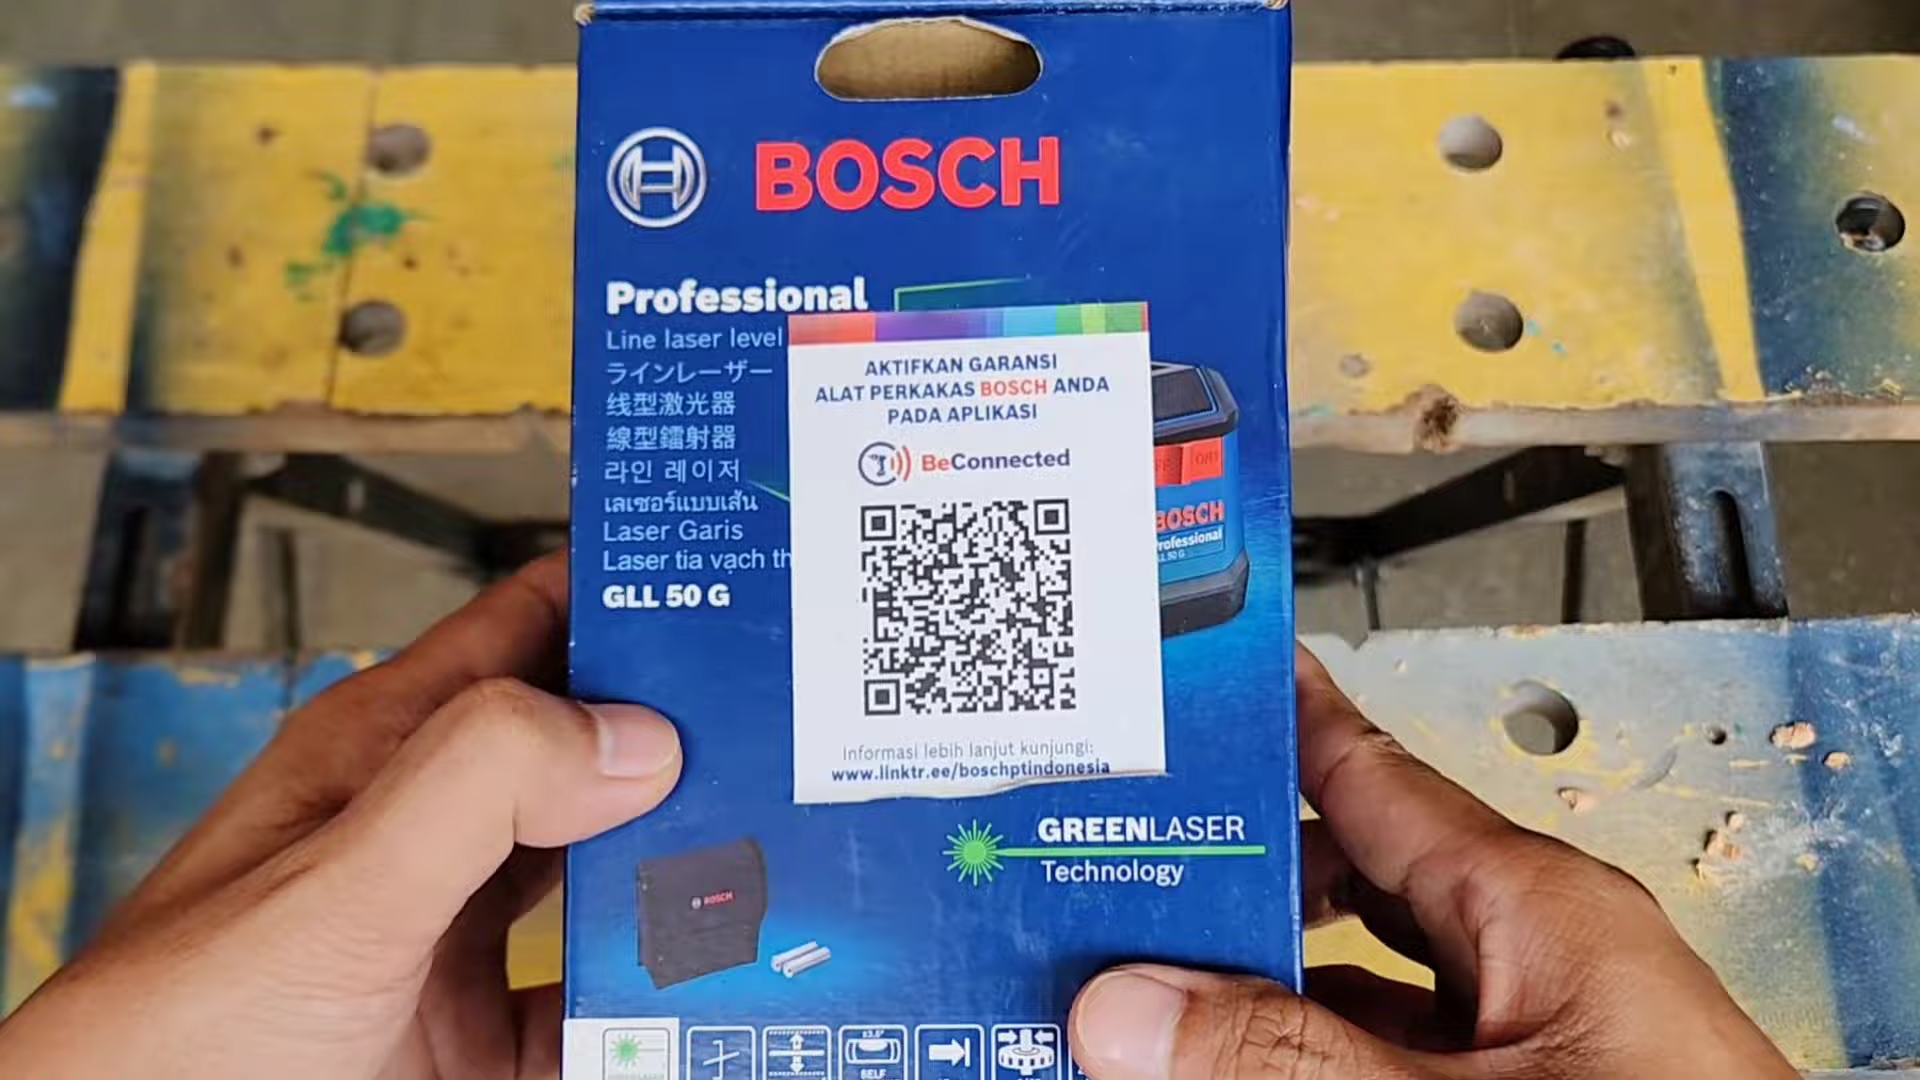 BOSCH
Professional
Line laser level
ラインレーザー
线型激光器
線型鐳射器
라인 레이저
เลเซอร์แบบเส้น
Laser Garis
Laser tia vạch th
GLL 50 G
AKTIFKAN GARANSI
ALAT PERKAKAS BOSCH ANDA
PADA APLIKASI
BeConnected
Informasi lebih lanjut kunjungi:
www.linktr.ee/boschptindonesia
BOSCH
Professional
GREENLASER
Technology
BOSCH
SELF